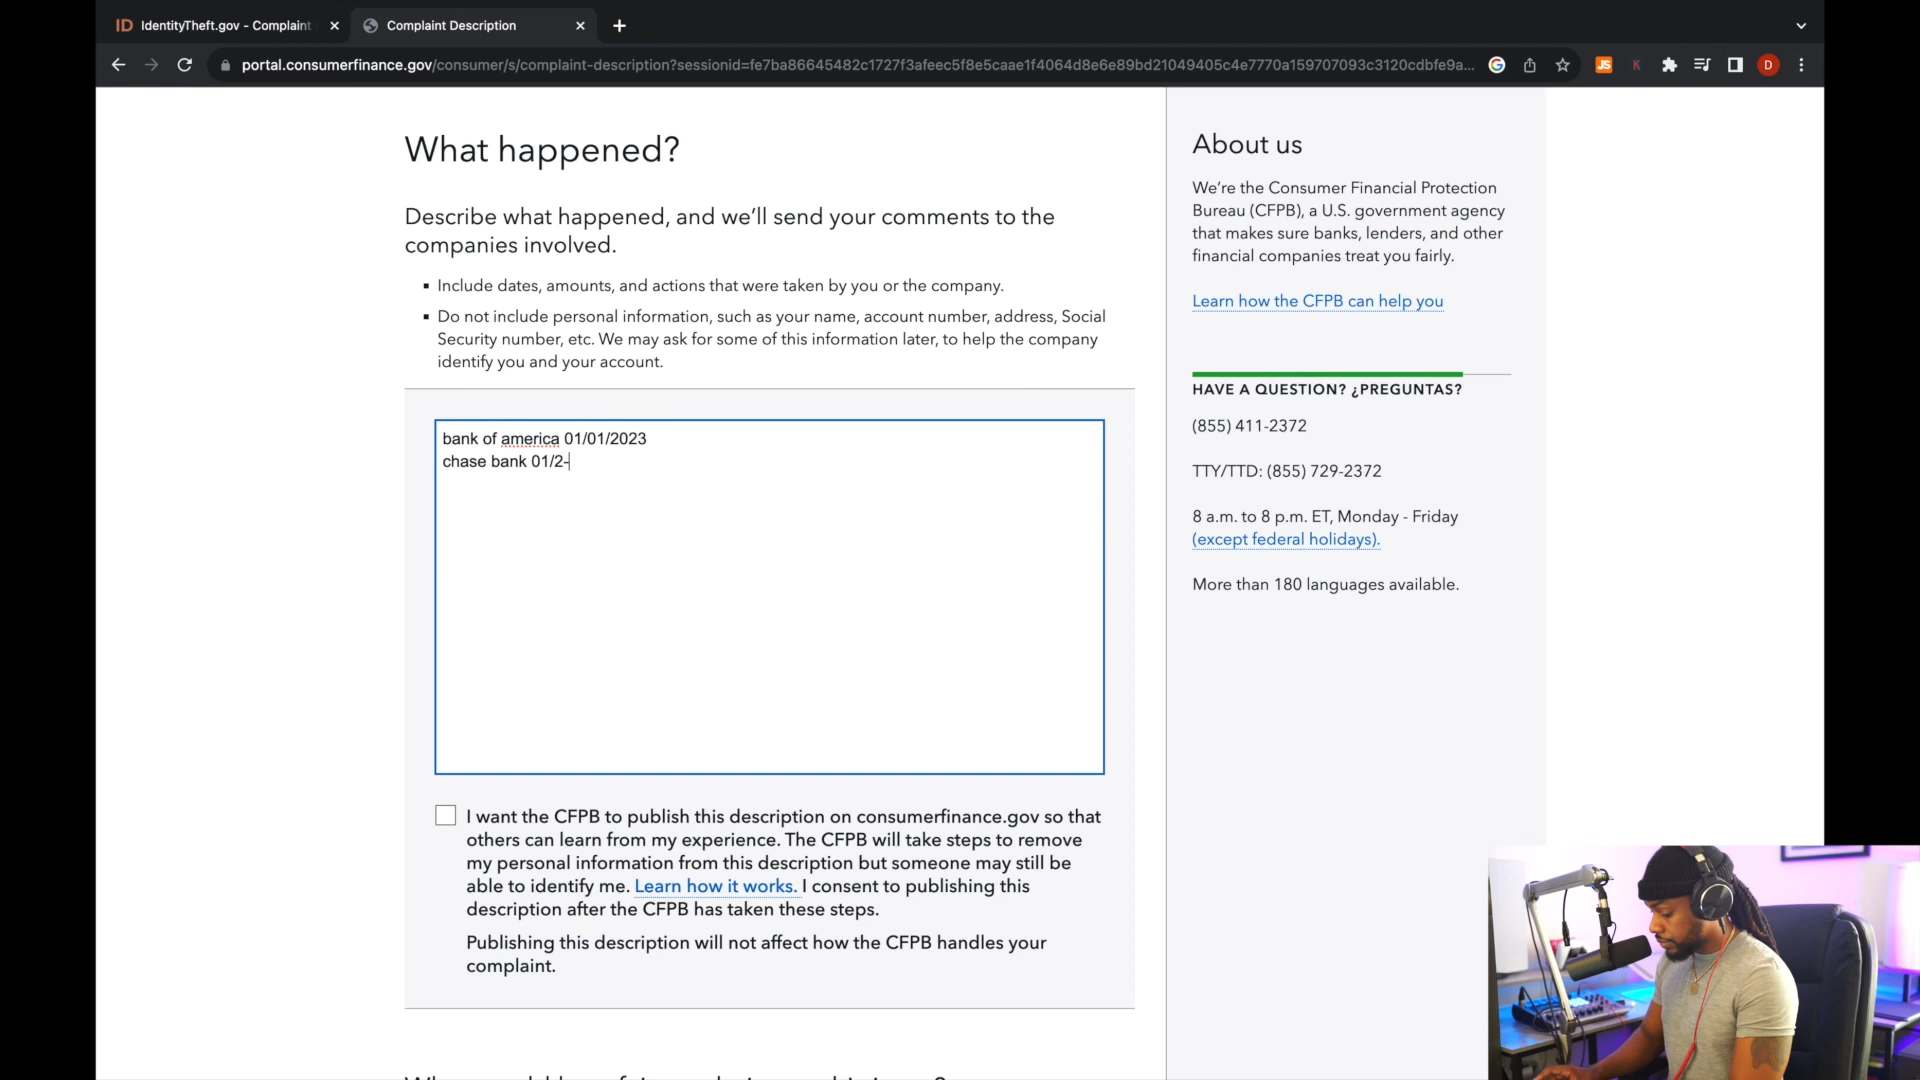 IdentityTheft.gov - Complaint
Complaint Description
portal.consumerfinance.gov/consumer/s/complaint-description?sessionid=fe7ba86645482c1727f3afeec5f8e5caae1f4064d8e6e89bd21049405c4e7770a159707093c3120cdbfe9a...
What happened?
Describe what happened, and we'll send your comments to the
companies involved.
Include dates, amounts, and actions that were taken by you or the company.
Do not include personal information, such as your name, account number, address, Social
Security number, etc. We may ask for some of this information later, to help the company
identify you and your account.
bank of america 01/01/2023
chase bank 01/2-
I want the CFPB to publish this description on consumerfinance.gov so that
others can learn from my experience. The CFPB will take steps to remove
my personal information from this description but someone may still be
able to identify me. Learn how it works. I consent to publishing this
description after the CFPB has taken these steps.
Publishing this description will not affect how the CFPB handles your
complaint.
About us
We're the Consumer Financial Protection
Bureau (CFPB), a U.S. government agency
that makes sure banks, lenders, and other
financial companies treat you fairly.
Learn how the CFPB can help you
HAVE A QUESTION? ¿PREGUNTAS?
(855) 411-2372
TTY/TTD: (855) 729-2372
8 a.m. to 8 p.m. ET, Monday - Friday
(except federal holidays).
More than 180 languages available.